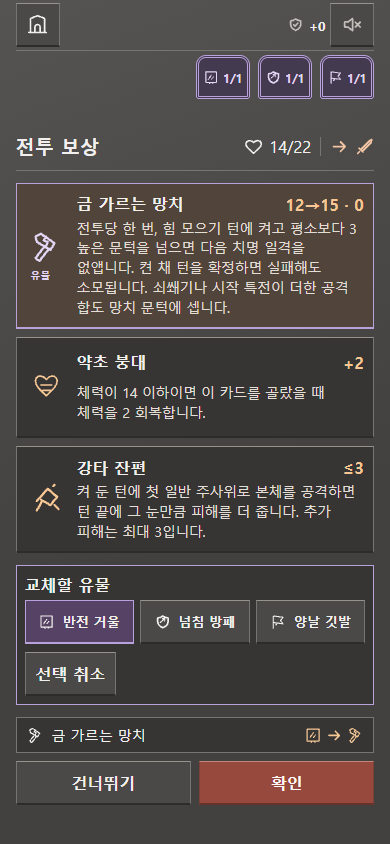 +0
1/1 1/1 1/1
전투 보상 14/22
금 가르는 망치 12→15 · 0
전투당 한 번, 힘 모으기 턴에 켜고 평소보다 3
높은 문턱을 넘으면 다음 치명 일격을
없앱니다. 켠 채 턴을 확정하면 실패해도
소모됩니다. 쇠쐐기나 시작 특전이 더한 공격
합도 망치 문턱에 셉니다.
유물
약초 붕대 +2
체력이 14 이하이면 이 카드를 골랐을 때
체력을 2 회복합니다.
강타 잔편 ≤3
켜 둔 턴에 첫 일반 주사위로 본체를 공격하면
턴 끝에 그 눈만큼 피해를 더 줍니다. 추가
피해는 최대 3입니다.
교체할 유물
반전 거울 넘침 방패 양날 깃발
선택 취소
금 가르는 망치
건너뛰기 확인